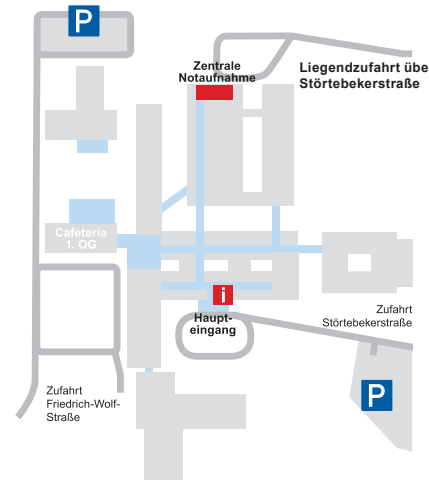 P
Zentrale
Notaufnahme
Liegendzufahrt übe
Störtebekerstraße
Cafeteria
1. OG
i
Haupt-
eingang
Zufahrt
Störtebekerstraße
Zufahrt
Friedrich-Wolf-
Straße
P